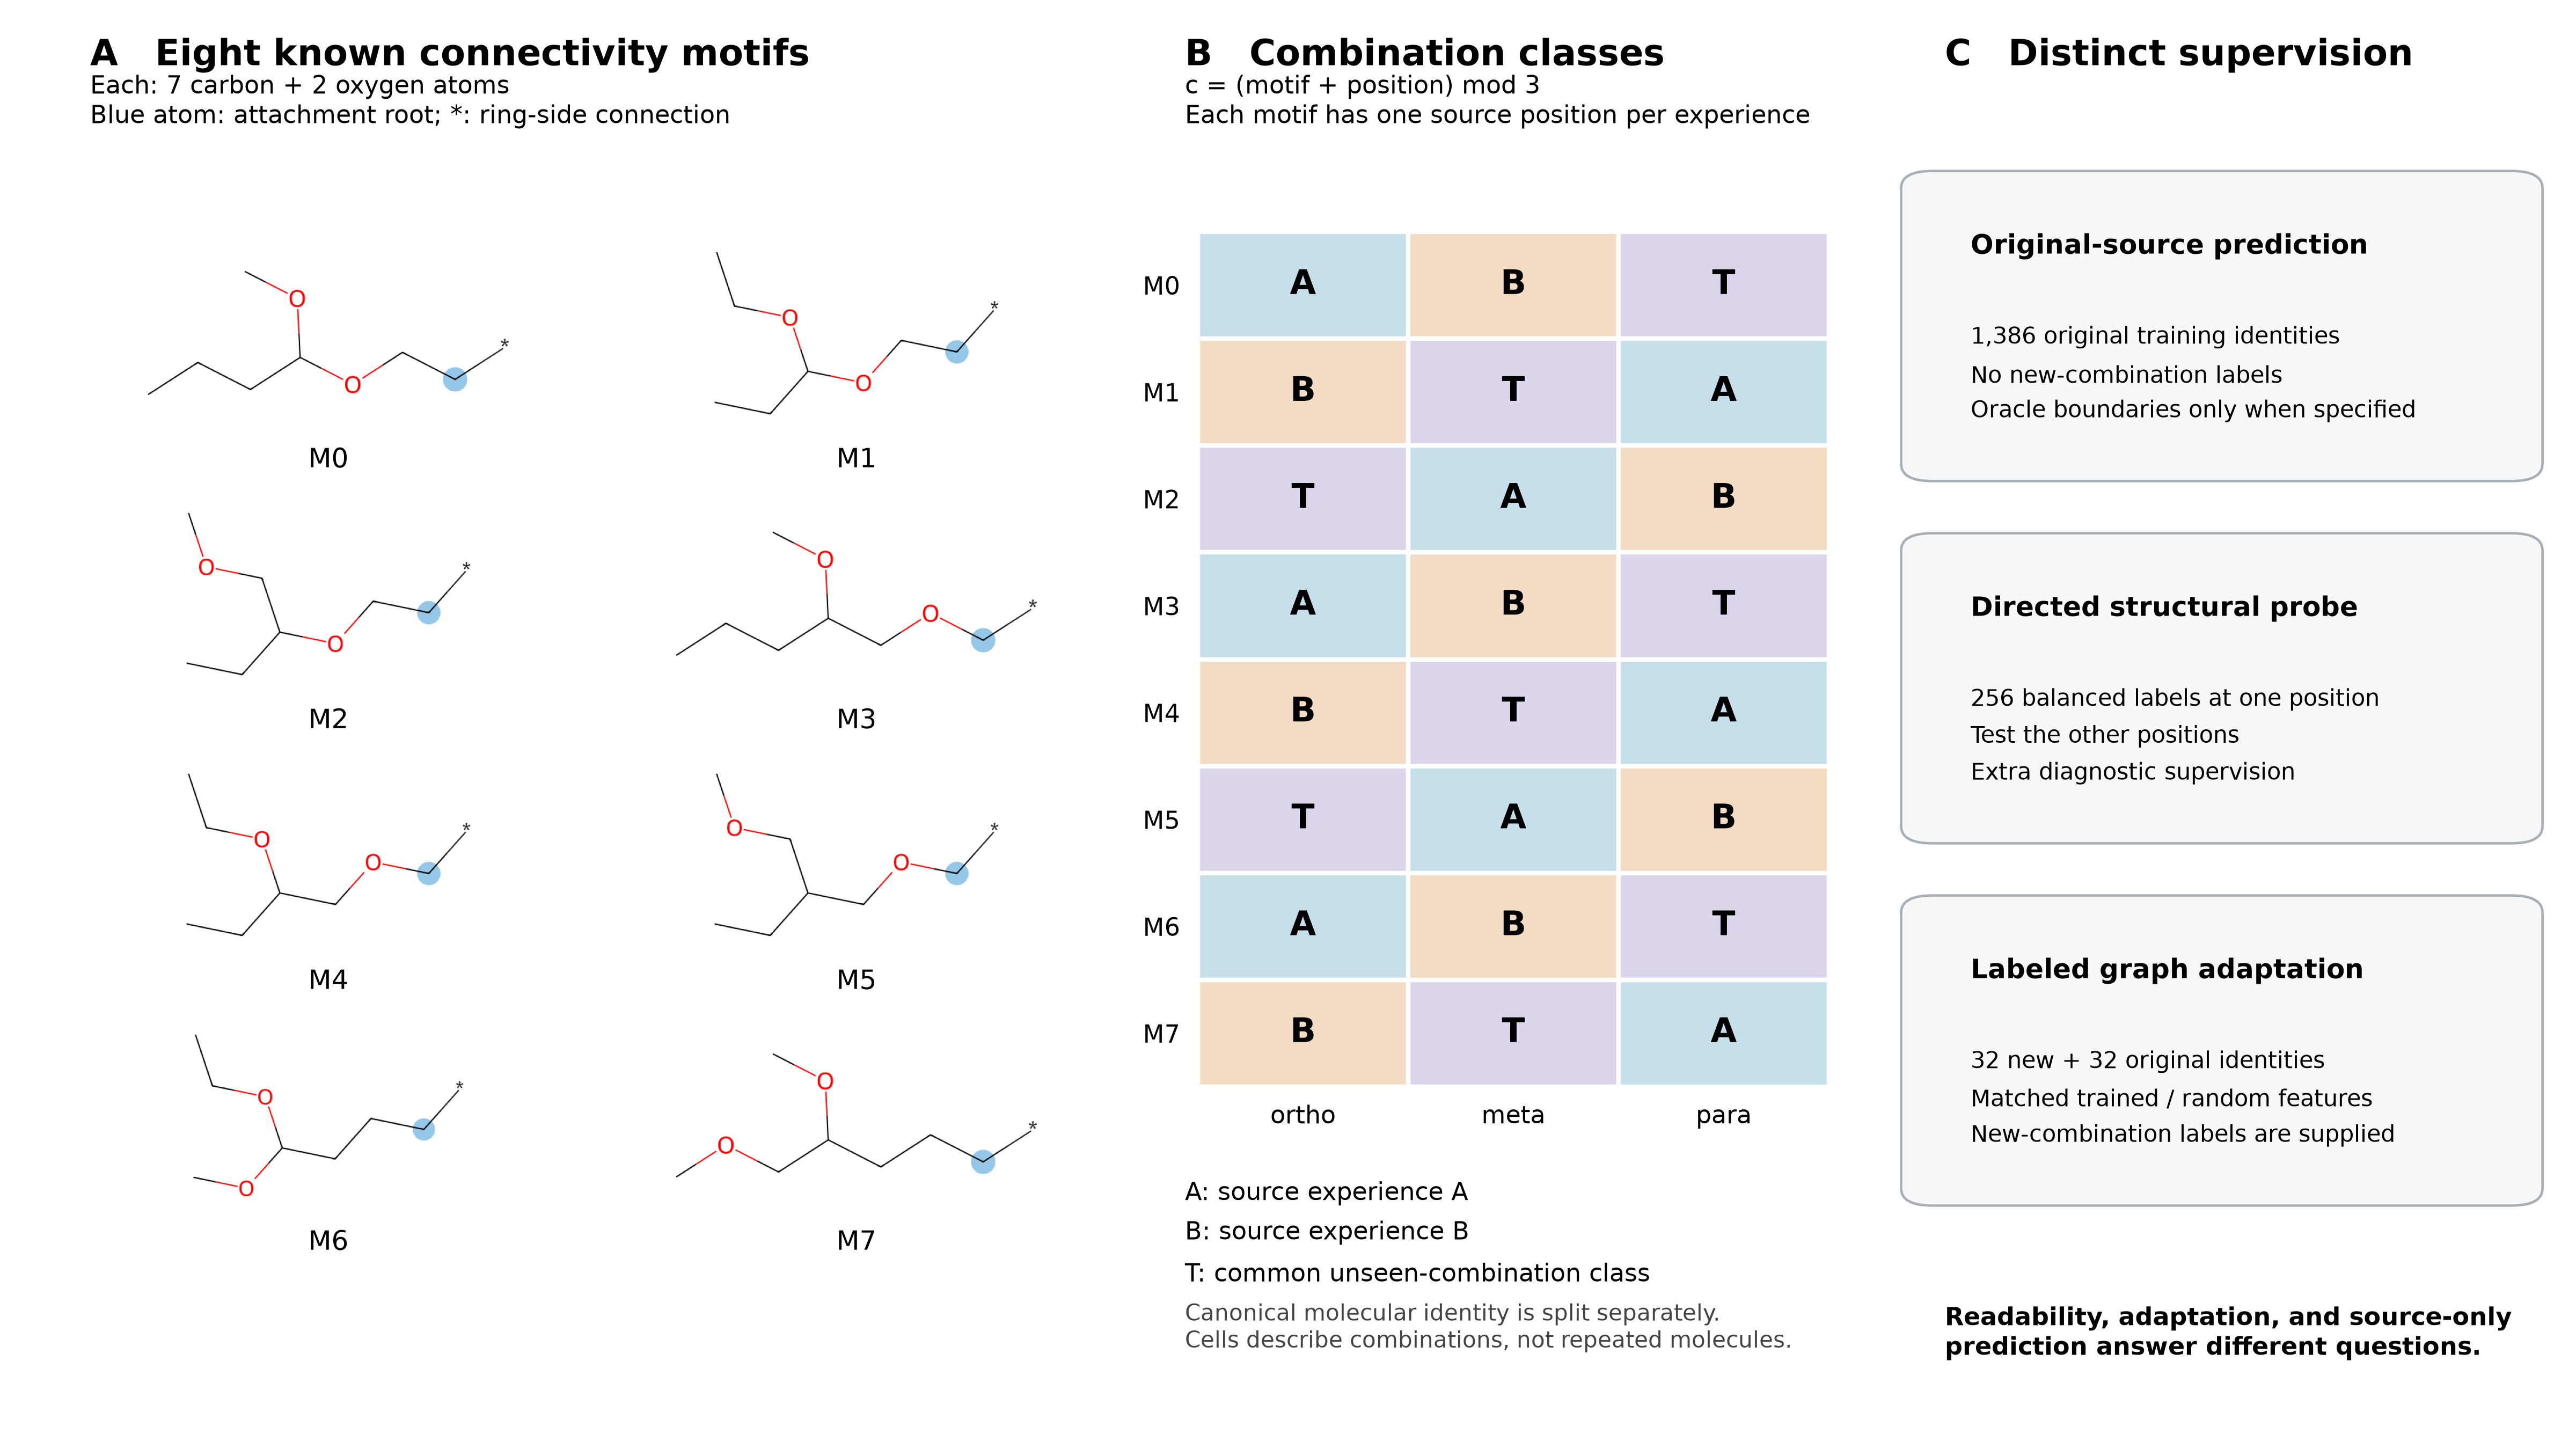 A Eight known connectivity motifs
Each: 7 carbon + 2 oxygen atoms
Blue atom: attachment root; *: ring-side connection
O
O
*
M0
O
O
*
M1
O
O
*
M2
O
O
*
M3
O
O
*
M4
O
O
*
M5
O
O
*
M6
O
O
*
M7
B Combination classes
c = (motif + position) mod 3
Each motif has one source position per experience
M0 A B T
M1 B T A
M2 T A B
M3 A B T
M4 B T A
M5 T A B
M6 A B T
M7 B T A
ortho meta para
A: source experience A
B: source experience B
T: common unseen-combination class
Canonical molecular identity is split separately.
Cells describe combinations, not repeated molecules.
C Distinct supervision
Original-source prediction
1,386 original training identities
No new-combination labels
Oracle boundaries only when specified
Directed structural probe
256 balanced labels at one position
Test the other positions
Extra diagnostic supervision
Labeled graph adaptation
32 new + 32 original identities
Matched trained / random features
New-combination labels are supplied
Readability, adaptation, and source-only
prediction answer different questions.